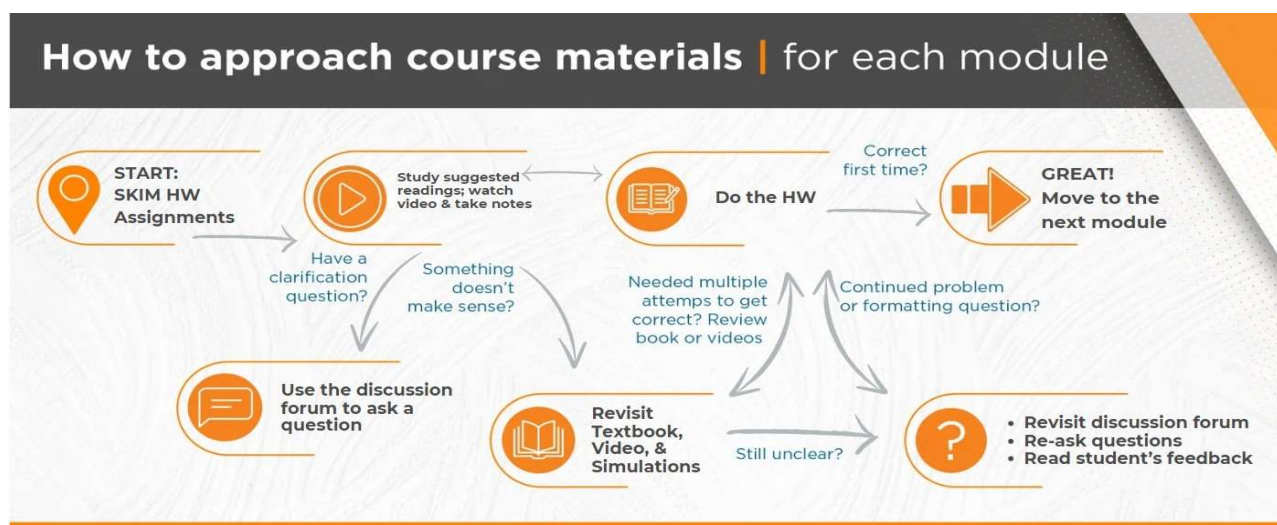 How to approach course materials | for each module
START:
SKIM HW
Assignments
Study suggested
readings; watch
video & take notes
Do the HW
Correct
first time?
GREAT!
Move to the
next module
Have a
clarification
question?
Something
doesn't
make sense?
Needed multiple
attemps to get
correct? Review
book or videos
Continued problem
or formatting question?
Use the discussion
forum to ask a
question
Revisit
Textbook,
Video, &
Simulations
Still unclear?
• Revisit discussion forum
• Re-ask questions
• Read student's feedback
?